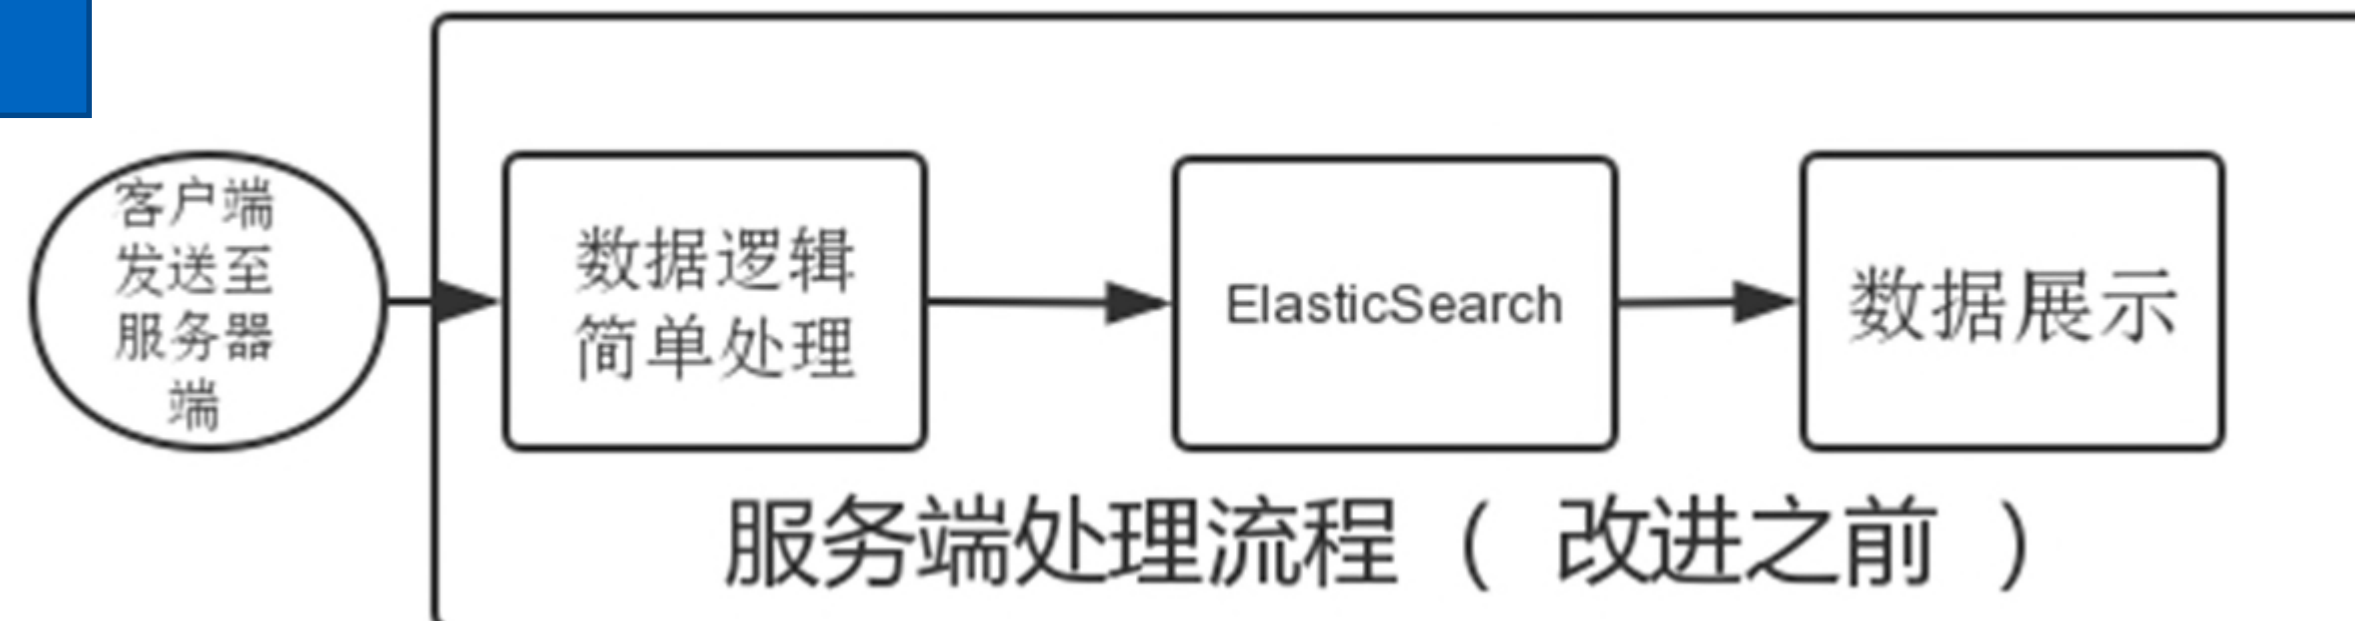 客户端
发送至
服务器
端
数据逻辑
简单处理
ElasticSearch
数据展示
服务端处理流程（ 改进之前 ）